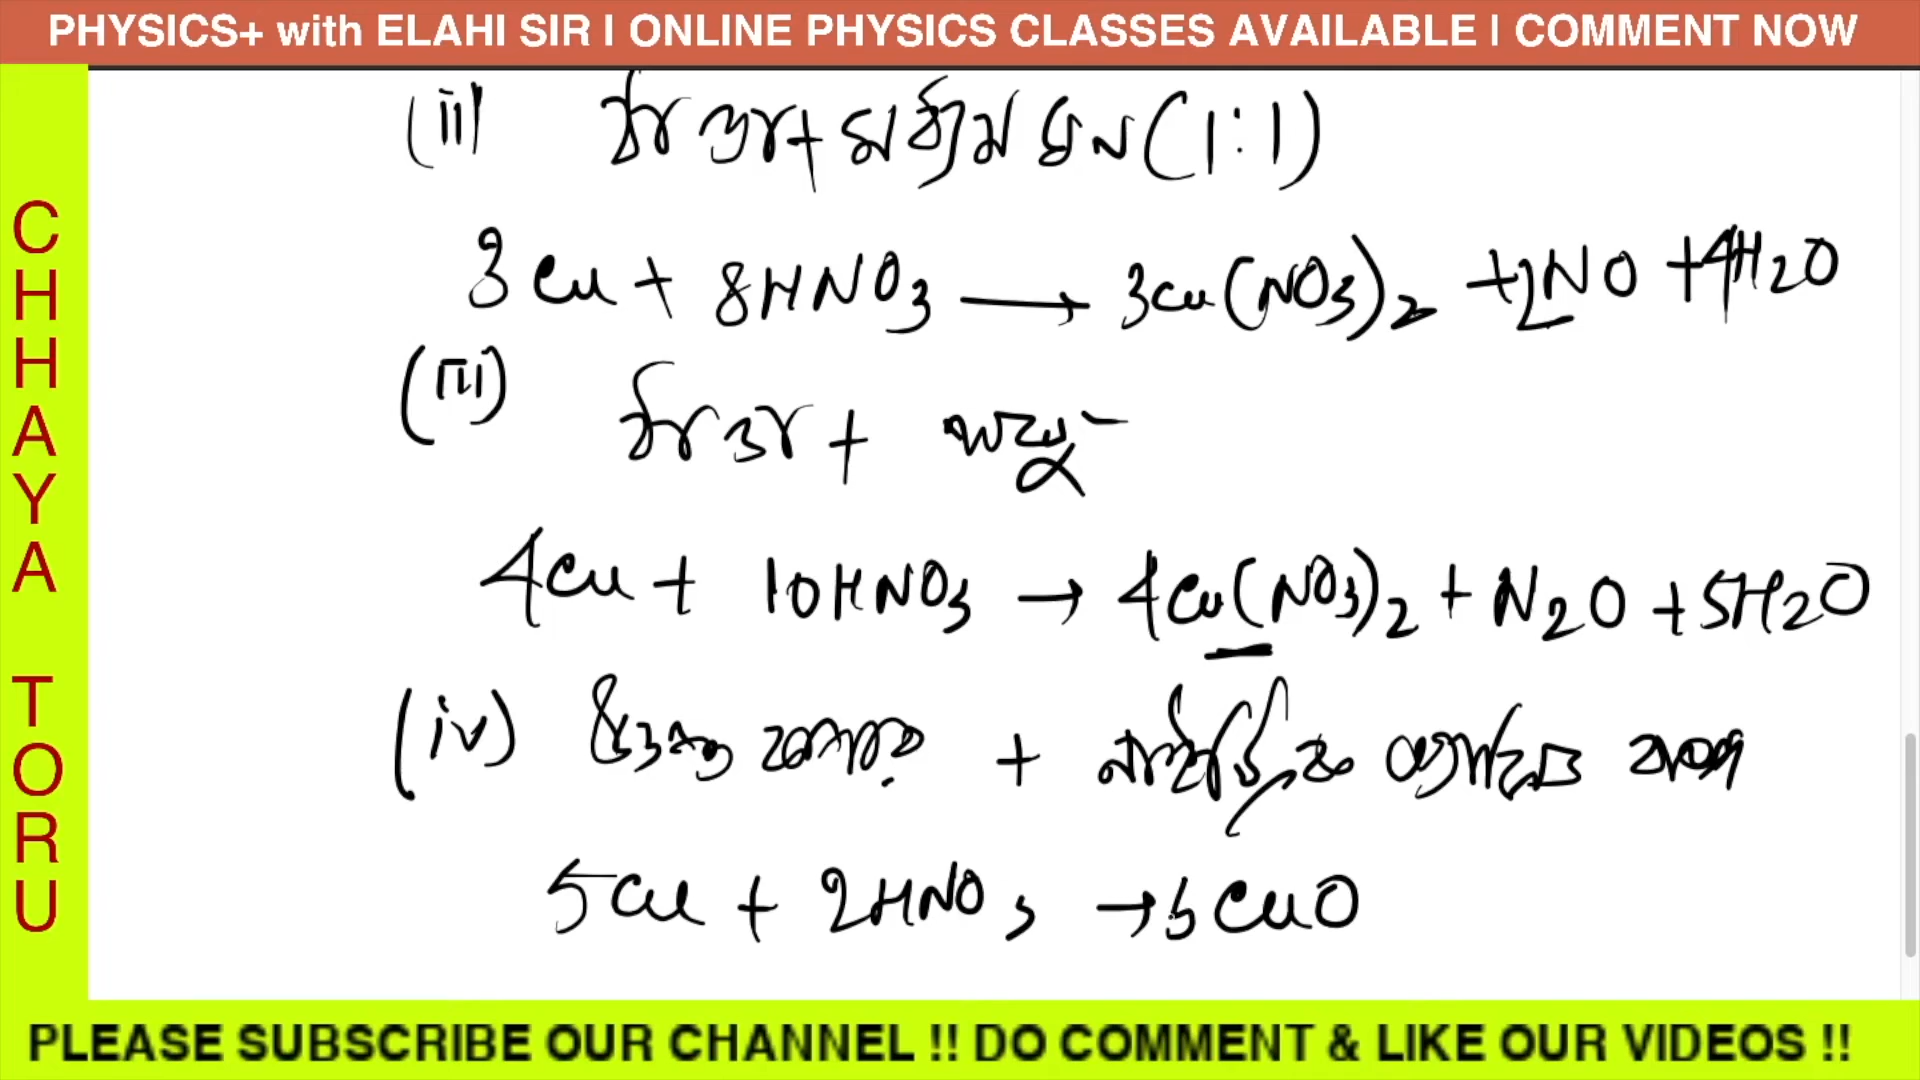 PHYSICS+ with ELAHI SIR I ONLINE PHYSICS CLASSES AVAILABLE I COMMENT NOW
CHHAYA TORU
(ii) (1:1)
3Cu + 8HNO3 → 3Cu(NO3)2 + 2NO + 4H2O
(iii) +
4Cu + 10HNO3 → 4Cu(NO3)2 + N2O + 5H2O
(iv) +
5Cu + 2HNO3 → 5CuO
PLEASE SUBSCRIBE OUR CHANNEL !! DO COMMENT & LIKE OUR VIDEOS !!